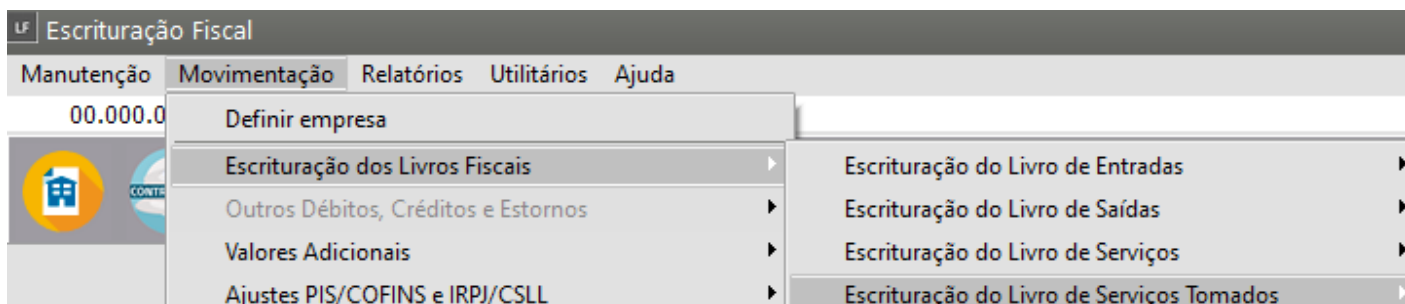 LF Escrituração Fiscal
Manutenção Movimentação Relatórios Utilitários Ajuda
00.000.0
Definir empresa
Escrituração dos Livros Fiscais
Outros Débitos, Créditos e Estornos
Valores Adicionais
Ajustes PIS/COFINS e IRPJ/CSLL
Escrituração do Livro de Entradas
Escrituração do Livro de Saídas
Escrituração do Livro de Serviços
Escrituração do Livro de Serviços Tomados